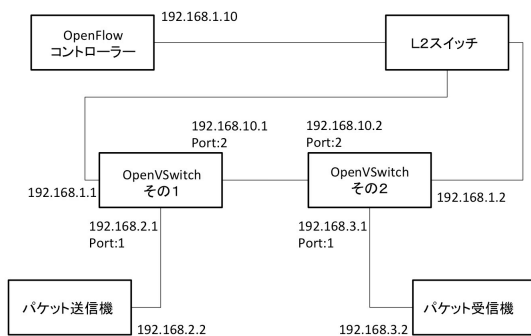 192.168.1.10
OpenFlow
コントローラー
L2スイッチ
192.168.10.1
Port:2
192.168.10.2
Port:2
OpenVSwitch
その1
OpenVSwitch
その2
192.168.1.1
192.168.1.2
192.168.2.1
Port:1
192.168.3.1
Port:1
パケット送信機
パケット受信機
192.168.2.2
192.168.3.2